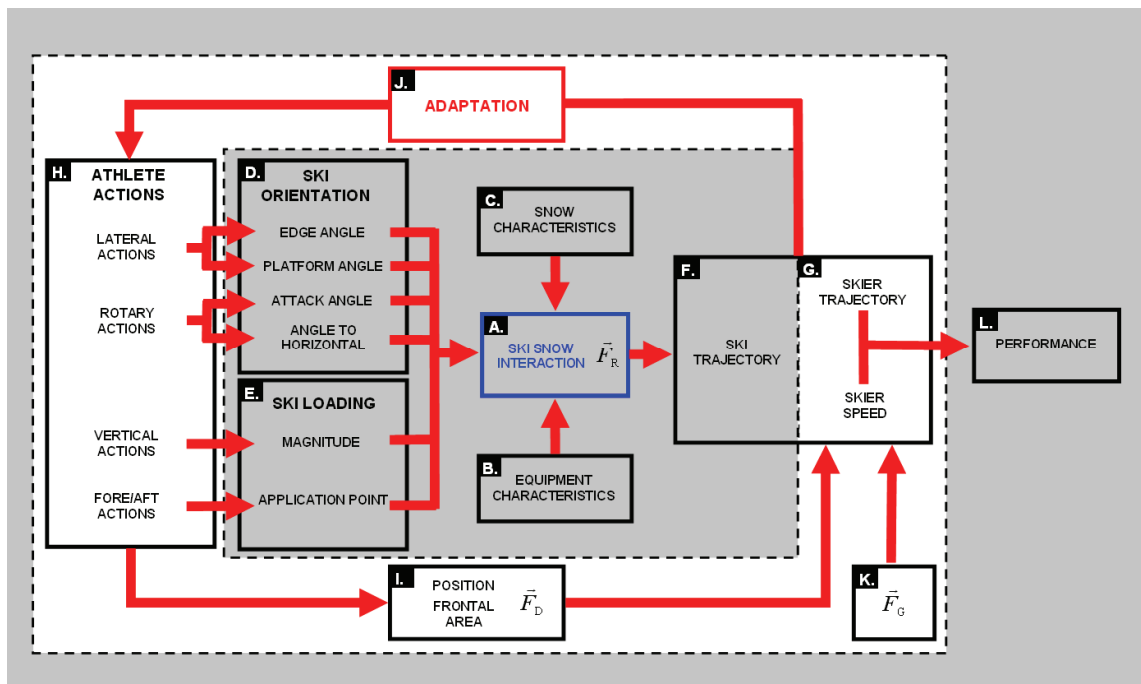 J.
ADAPTATION
H.
ATHLETE
ACTIONS
LATERAL
ACTIONS
ROTARY
ACTIONS
VERTICAL
ACTIONS
FORE/AFT
ACTIONS
D.
SKI
ORIENTATION
EDGE ANGLE
PLATFORM ANGLE
ATTACK ANGLE
ANGLE TO
HORIZONTAL
E.
SKI LOADING
MAGNITUDE
APPLICATION POINT
C.
SNOW
CHARACTERISTICS
A.
SKI SNOW
INTERACTION
F⃗R
B.
EQUIPMENT
CHARACTERISTICS
F.
SKI
TRAJECTORY
G.
SKIER
TRAJECTORY
SKIER
SPEED
L.
PERFORMANCE
I.
POSITION
FRONTAL
AREA
F⃗D
K.
F⃗G